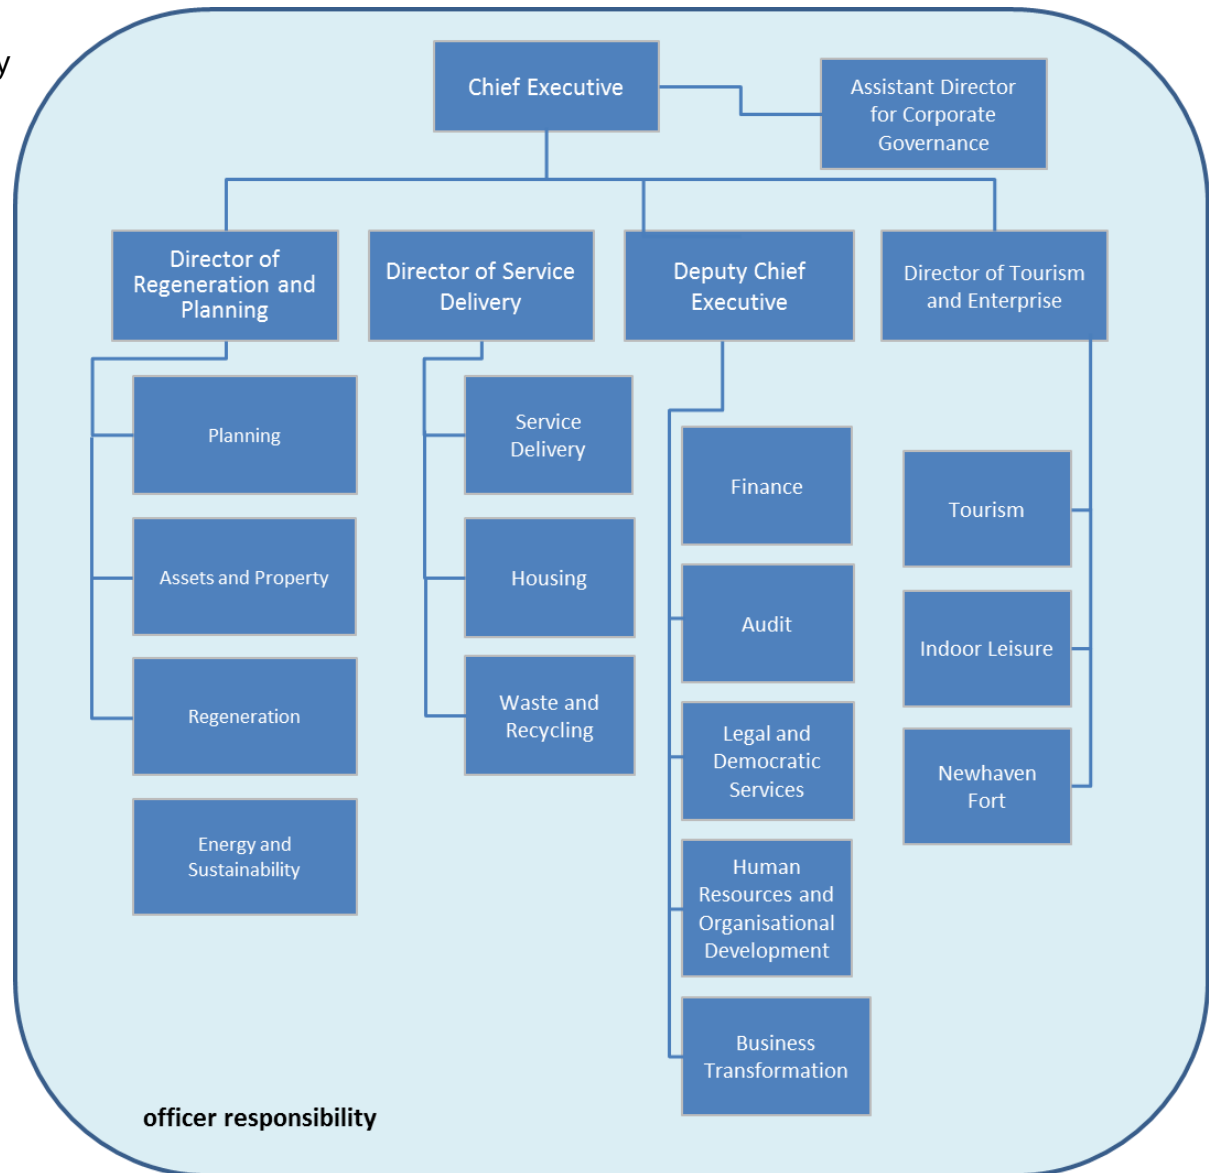 y
Chief Executive
Assistant Director
for Corporate
Governance
Director of
Regeneration and
Planning
Director of Service
Delivery
Deputy Chief
Executive
Director of Tourism
and Enterprise
Planning
Assets and Property
Regeneration
Energy and
Sustainability
Service
Delivery
Housing
Waste and
Recycling
Finance
Audit
Legal and
Democratic
Services
Human
Resources and
Organisational
Development
Business
Transformation
Tourism
Indoor Leisure
Newhaven
Fort
officer responsibility